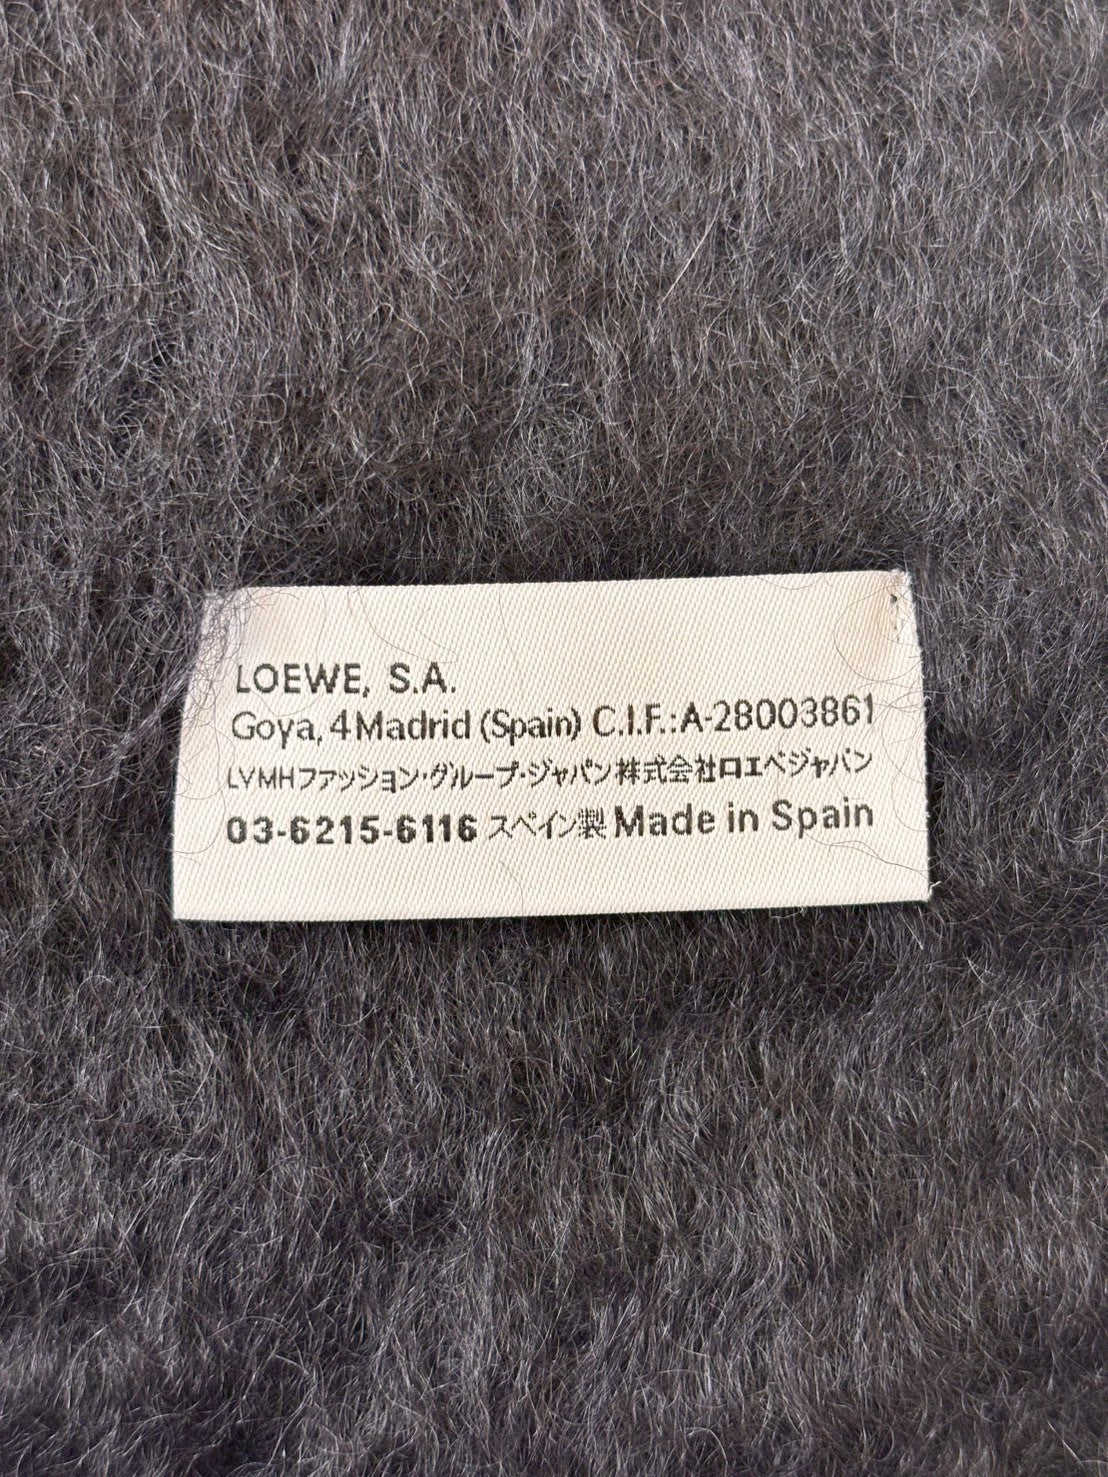 LOEWE, S.A.
Goya, 4 Madrid (Spain) C.I.F.: A-28003861
LVMHファッション・グループ・ジャパン株式会社ロエベジャパン
03-6215-6116 スペイン製 Made in Spain